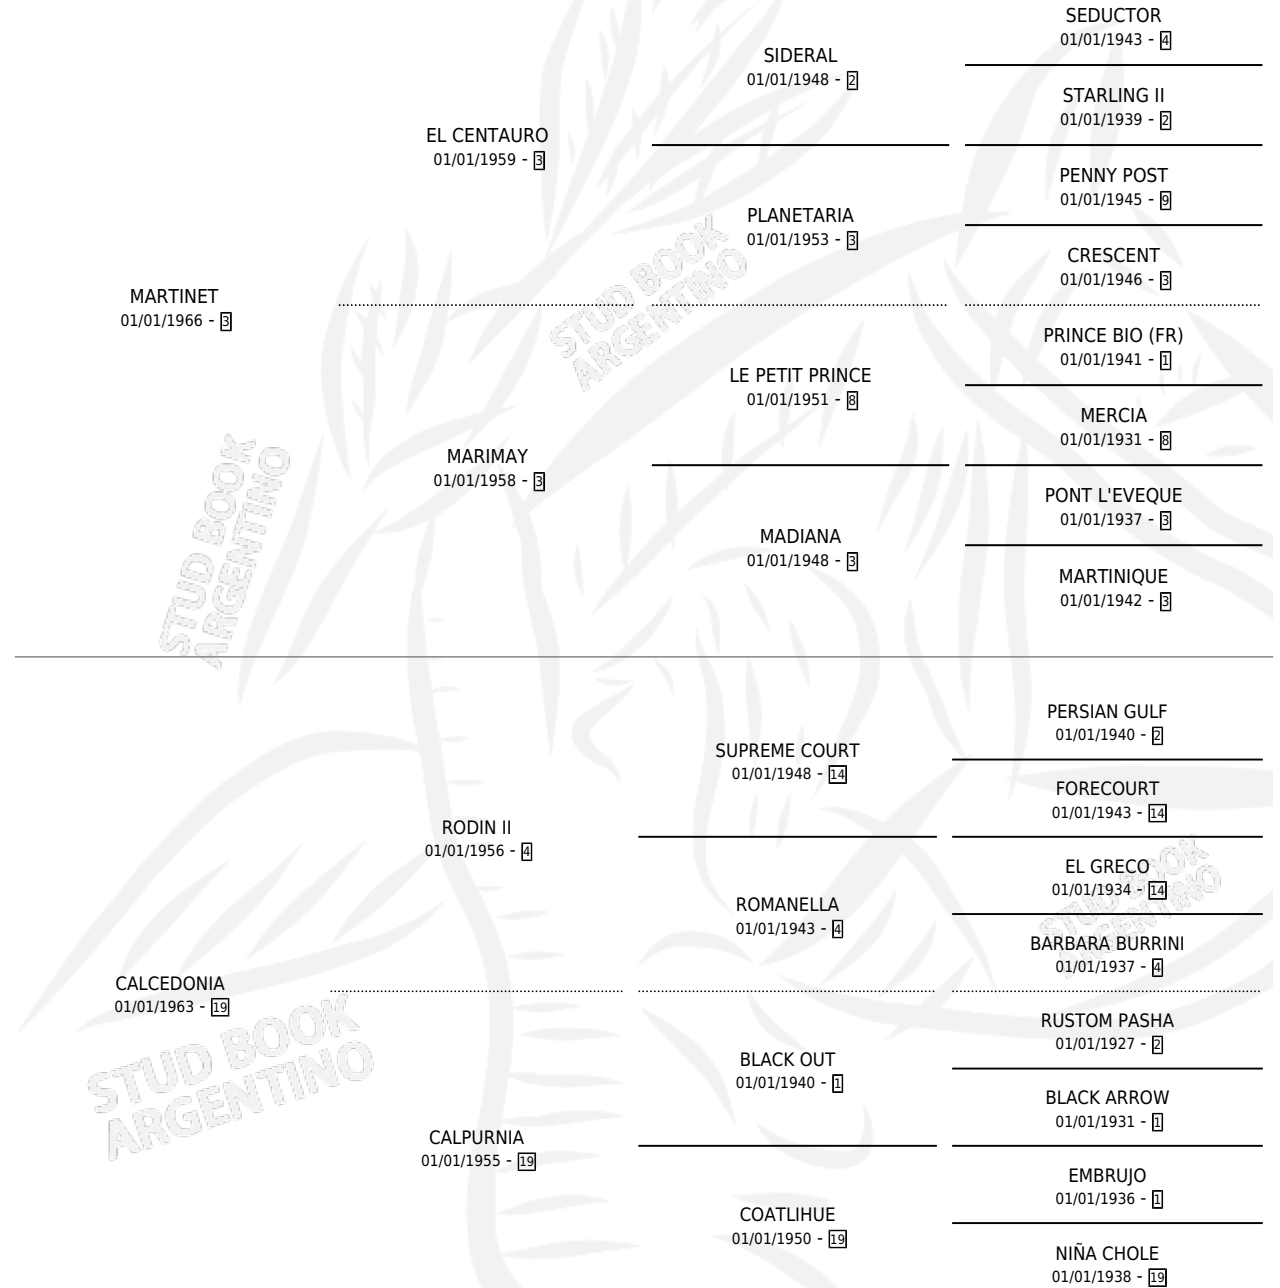 SEDUCTOR
01/01/1943 - 4
SIDERAL
01/01/1948 - 2
STARLING II
01/01/1939 - 2
EL CENTAURO
01/01/1959 - 3
PENNY POST
01/01/1945 - 9
PLANETARIA
01/01/1953 - 3
CRESCENT
01/01/1946 - 3
MARTINET
01/01/1966 - 3
STUD BOOK
ARGENTINO
PRINCE BIO (FR)
01/01/1941 - 1
LE PETIT PRINCE
01/01/1951 - 8
MERCIA
01/01/1931 - 8
MARIMAY
01/01/1958 - 3
PONT L'EVEQUE
01/01/1937 - 3
MADIANA
01/01/1948 - 3
MARTINIQUE
01/01/1942 - 3
STUD BOOK
ARGENTINO
PERSIAN GULF
01/01/1940 - 2
SUPREME COURT
01/01/1948 - 14
FORECOURT
01/01/1943 - 14
RODIN II
01/01/1956 - 4
EL GRECO
01/01/1934 - 14
ROMANELLA
01/01/1943 - 4
STUD BOOK
ARGENTINO
BARBARA BURRINI
01/01/1937 - 4
CALCEDONIA
01/01/1963 - 19
STUD BOOK
ARGENTINO
RUSTOM PASHA
01/01/1927 - 2
BLACK OUT
01/01/1940 - 1
BLACK ARROW
01/01/1931 - 1
CALPURNIA
01/01/1955 - 19
EMBRUJO
01/01/1936 - 1
COATLIHUE
01/01/1950 - 19
NIÑA CHOLE
01/01/1938 - 19